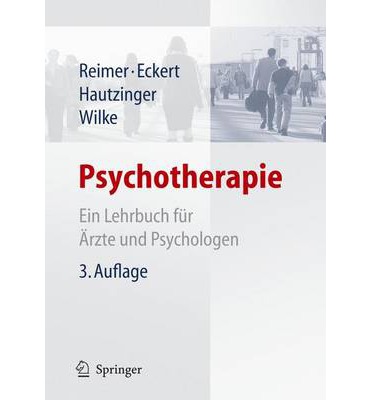 Reimer · Eckert
Hautzinger
Wilke
Psychotherapie
Ein Lehrbuch für
Ärzte und Psychologen
3. Auflage
Springer